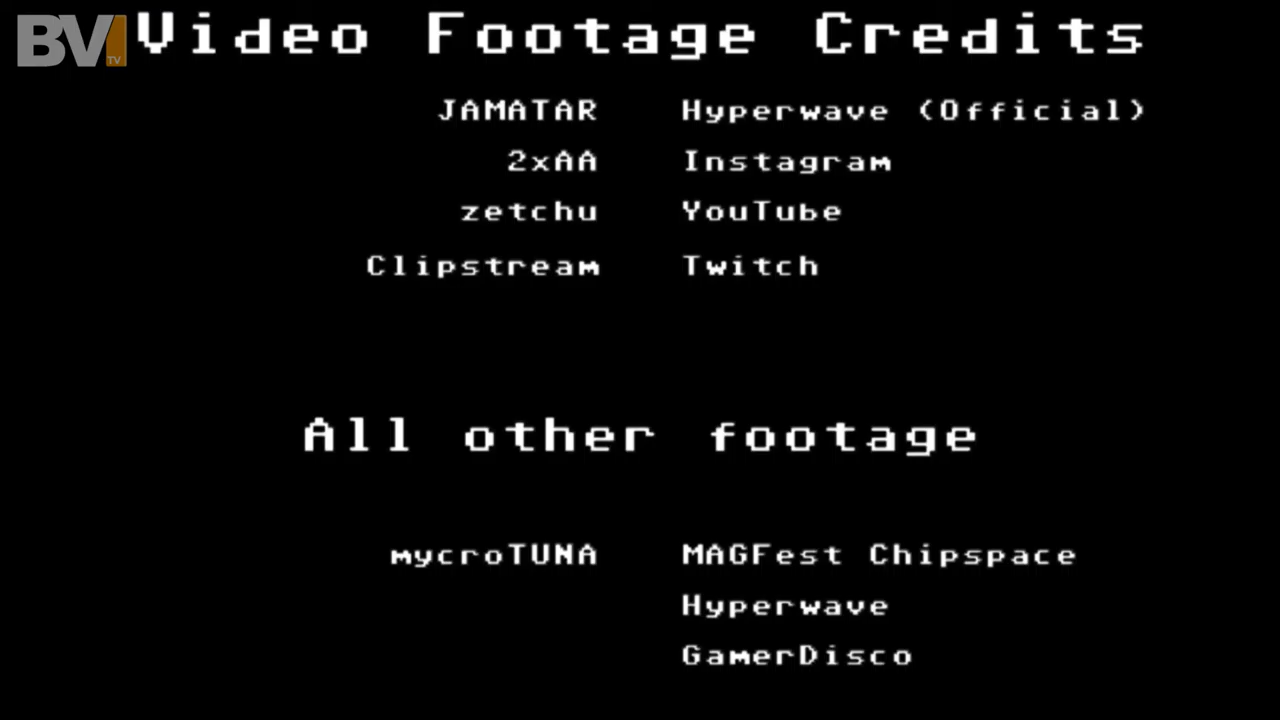 BV TV
Video Footage Credits
JAMATAR Hyperwave (Official)
2xAA Instagram
zetchu YouTube
Clipstream Twitch
All other footage
mycroTUNA MAGFest Chipspace
Hyperwave
GamerDisco